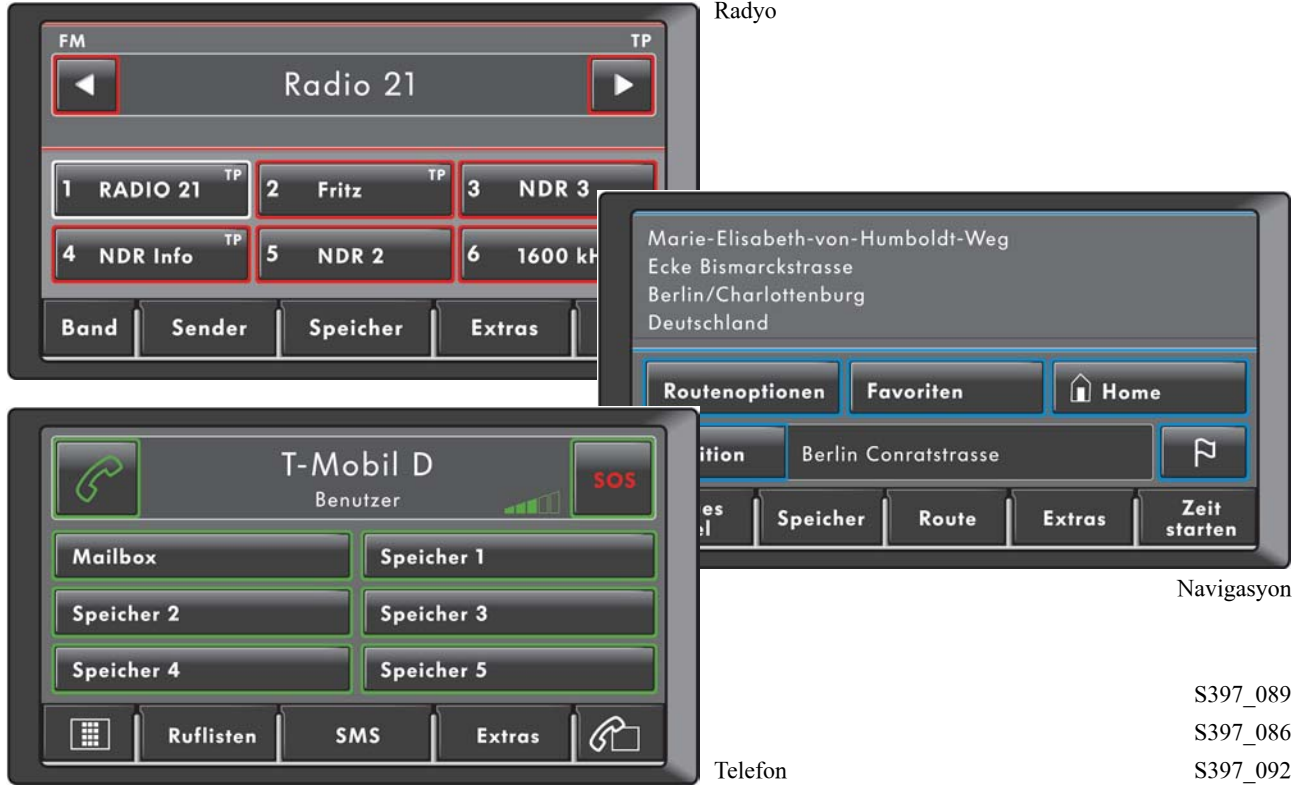 Radyo
FM TP
Radio 21
1 RADIO 21 TP 2 Fritz TP 3 NDR 3
4 NDR Info TP 5 NDR 2 6 1600
Band Sender Speicher Extras
Marie-Elisabeth-von-Humboldt-Weg
Ecke Bismarckstrasse
Berlin/Charlottenburg
Deutschland
Routenoptionen Favoriten Home
Berlin Conratstrasse
Speicher Route Extras Zeit
starten
Navigasyon
T-Mobil D
Benutzer
SOS
Mailbox Speicher 1
Speicher 2 Speicher 3
Speicher 4 Speicher 5
Ruflisten SMS Extras
Telefon
S397_089
S397_086
S397_092